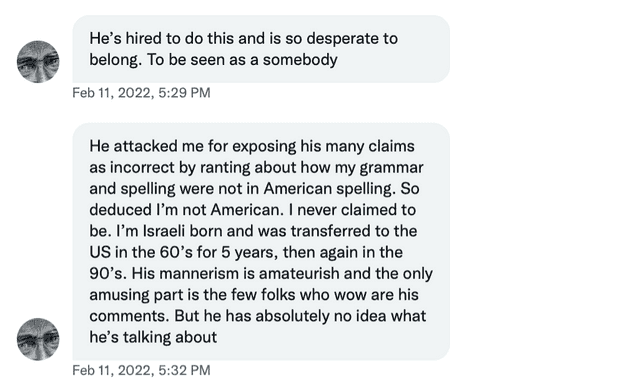 He's hired to do this and is so desperate to
belong. To be seen as a somebody
Feb 11, 2022, 5:29 PM
He attacked me for exposing his many claims
as incorrect by ranting about how my grammar
and spelling were not in American spelling. So
deduced I'm not American. I never claimed to
be. I'm Israeli born and was transferred to the
US in the 60's for 5 years, then again in the
90's. His mannerism is amateurish and the only
amusing part is the few folks who wow are his
comments. But he has absolutely no idea what
he's talking about
Feb 11, 2022, 5:32 PM